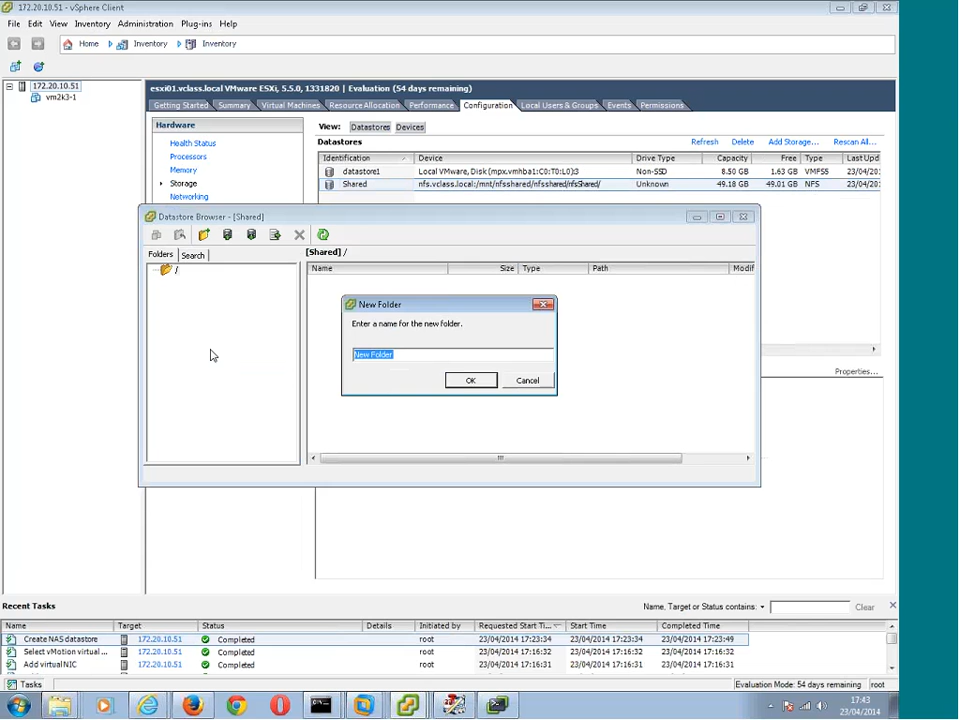 172.20.10.51 - vSphere Client
File Edit View Inventory Administration Plug-ins Help
Home Inventory Inventory
172.20.10.51
vm2k3-1
esxi01.vclass.local VMware ESXi, 5.5.0, 1331820 | Evaluation (54 days remaining)
Getting Started Summary Virtual Machines Resource Allocation Performance Configuration Local Users & Groups Events Permissions
Hardware
Health Status
Processors
Memory
Storage
Networking
View: Datastores Devices
Datastores Refresh Delete Add Storage... Rescan All...
Identification Device Drive Type Capacity Free Type Last Upd
datastore1 Local VMware, Disk (mpx.vmhba1:C0:T0:L0):3 Non-SSD 8.50 GB 1.63 GB VMFS5 23/04/20
Shared nfs.vclass.local:/mnt/nfsshared/nfsshared/nfsShared/ Unknown 49.18 GB 49.01 GB NFS 23/04/20
Datastore Browser - [Shared]
Folders Search
/
[Shared] /
Name Size Type Path Modif
New Folder
Enter a name for the new folder.
New Folder
OK Cancel
Properties...
Recent Tasks Name, Target or Status contains: Clear
Name Target Status Details Initiated by Requested Start Ti... Start Time Completed Time
Create NAS datastore 172.20.10.51 Completed root 23/04/2014 17:23:34 23/04/2014 17:23:34 23/04/2014 17:23:49
Select vMotion virtual ... 172.20.10.51 Completed root 23/04/2014 17:16:32 23/04/2014 17:16:32 23/04/2014 17:16:32
Add virtual NIC 172.20.10.51 Completed root 23/04/2014 17:16:31 23/04/2014 17:16:31 23/04/2014 17:16:31
Tasks Evaluation Mode: 54 days remaining root
17:43
23/04/2014